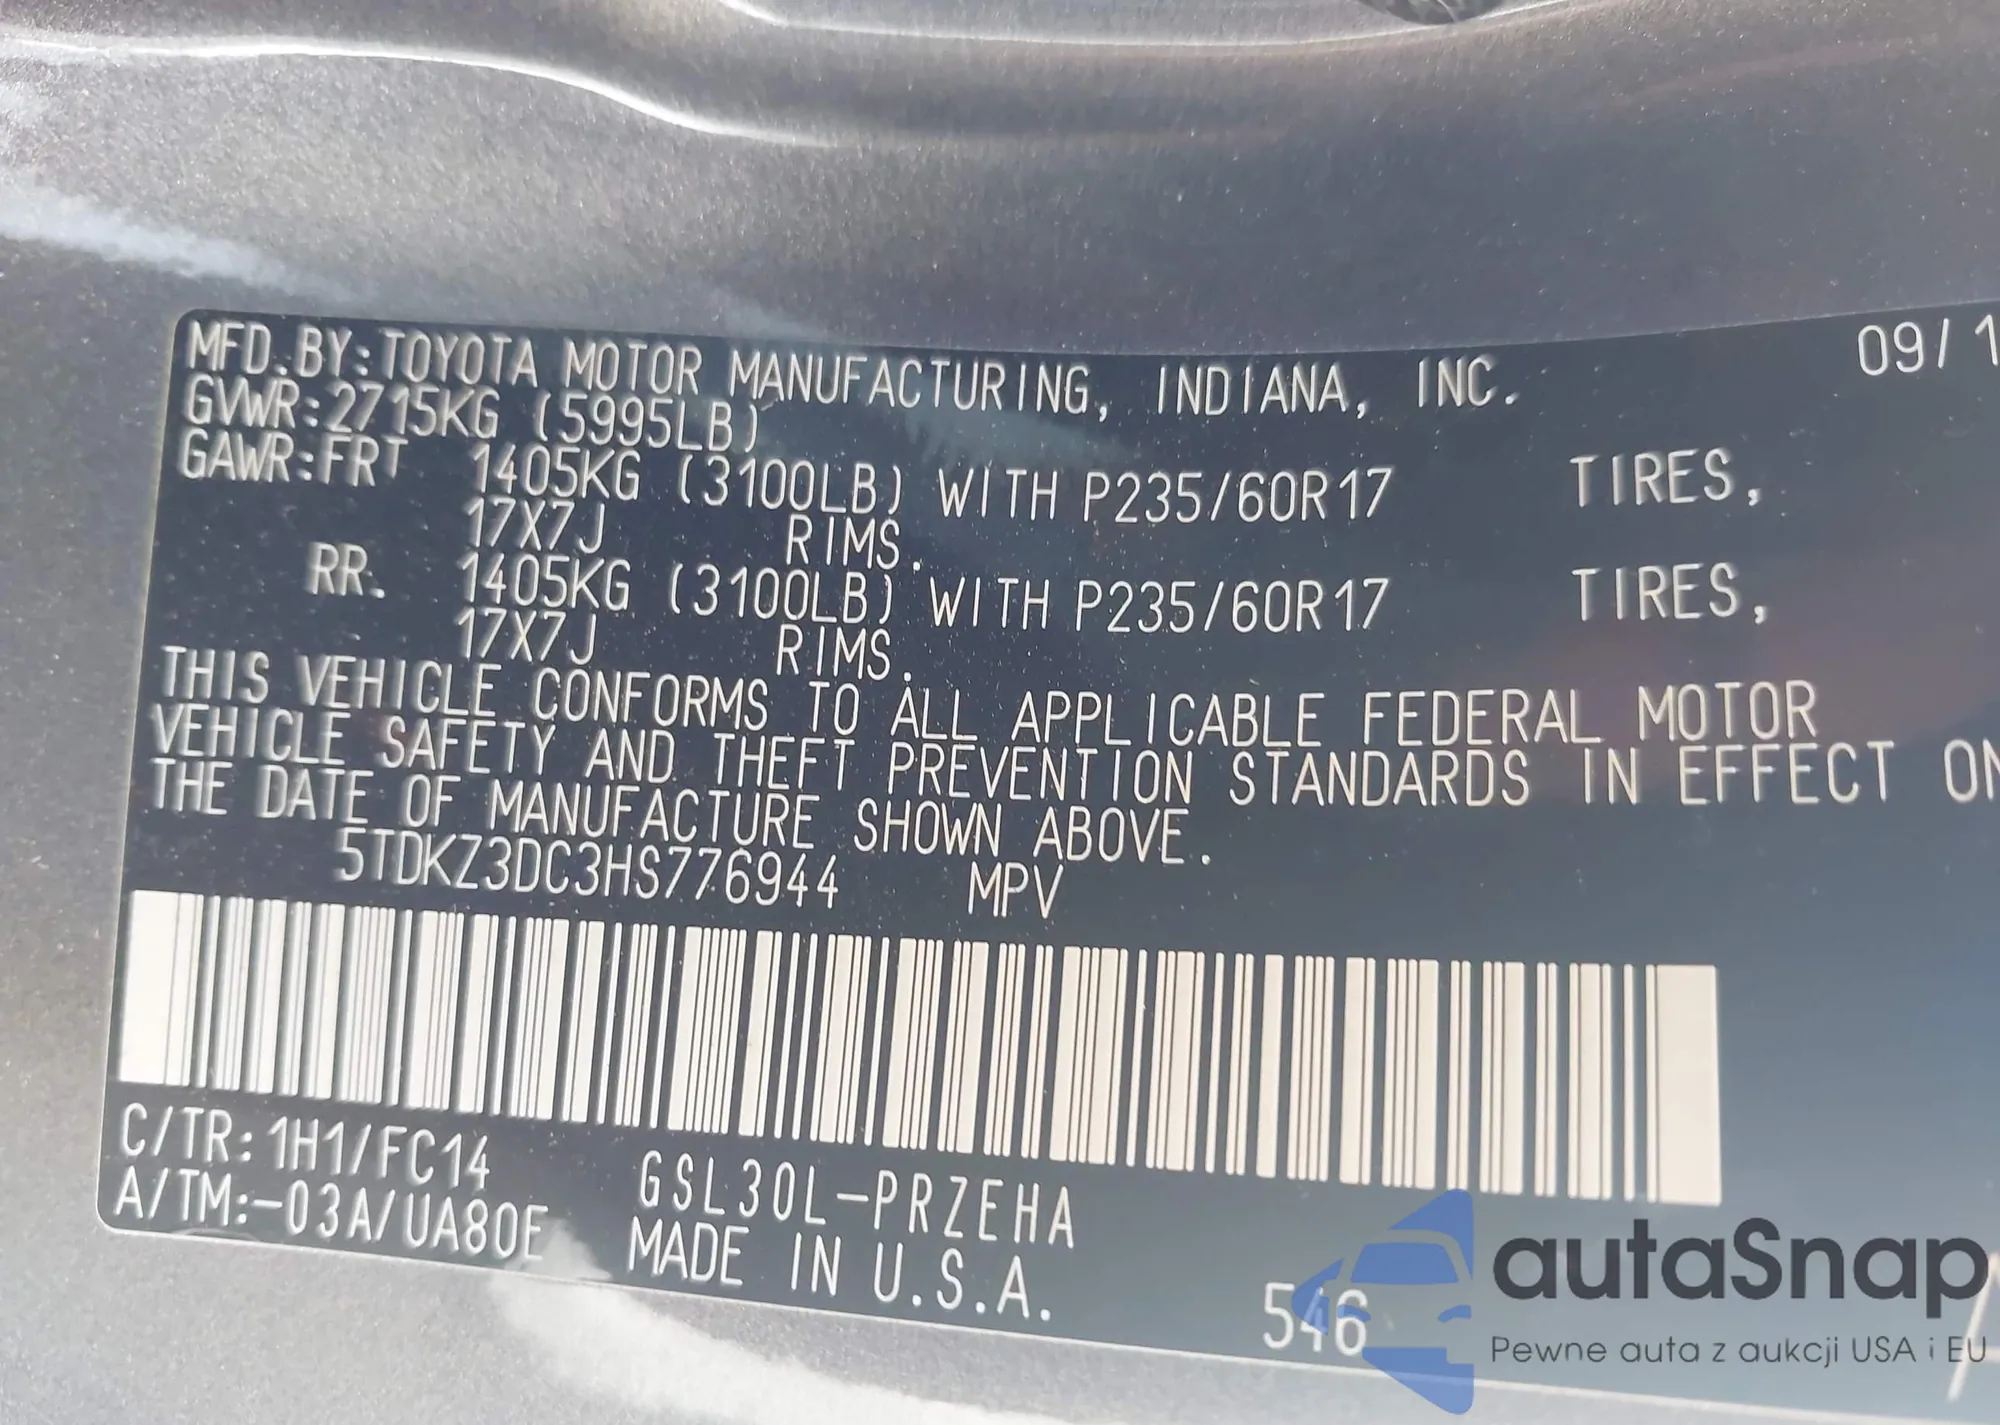 MFD.BY:TOYOTA MOTOR MANUFACTURING, INDIANA, INC. 09/1
GVWR:2715KG (5995LB)
GAWR:FRT 1405KG (3100LB) WITH P235/60R17 TIRES,
17X7J RIMS.
RR. 1405KG (3100LB) WITH P235/60R17 TIRES,
17X7J RIMS.
THIS VEHICLE CONFORMS TO ALL APPLICABLE FEDERAL MOTOR
VEHICLE SAFETY AND THEFT PREVENTION STANDARDS IN EFFECT ON
THE DATE OF MANUFACTURE SHOWN ABOVE.
5TDKZ3DC3HS776944 MPV
C/TR:1H1/FC14
A/TM:-03A/UA80E
GSL30L-PRZEHA
MADE IN U.S.A.
546
autaSnap
Pewne auta z aukcji USA i EU